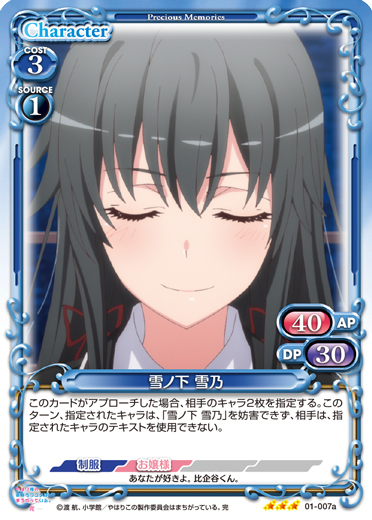 Precious Memories
Character
COST
3
SOURCE
1
40 AP
DP 30
雪ノ下 雪乃
このカードがアプローチした場合、相手のキャラ2枚を指定する。この
ターン、指定されたキャラは、「雪ノ下 雪乃」を妨害できず、相手は、指
定されたキャラのテキストを使用できない。
制服 お嬢様
あなたが好きよ。比企谷くん。
©渡 航、小学館/やはりこの製作委員会はまちがっている。完
01-007a